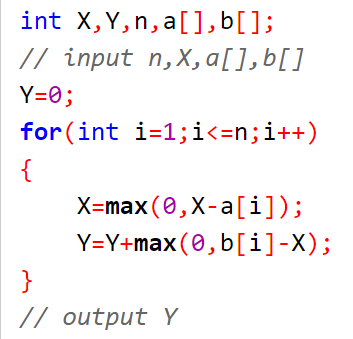 int X,Y,n,a[],b[];
// input n,X,a[],b[]
Y=0;
for(int i=1;i<=n;i++)
{
    X=max(0,X-a[i]);
    Y=Y+max(0,b[i]-X);
}
// output Y